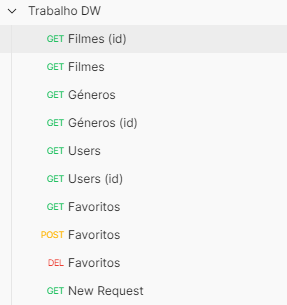 Trabalho DW
GET Filmes (id)
GET Filmes
GET Géneros
GET Géneros (id)
GET Users
GET Users (id)
GET Favoritos
POST Favoritos
DEL Favoritos
GET New Request